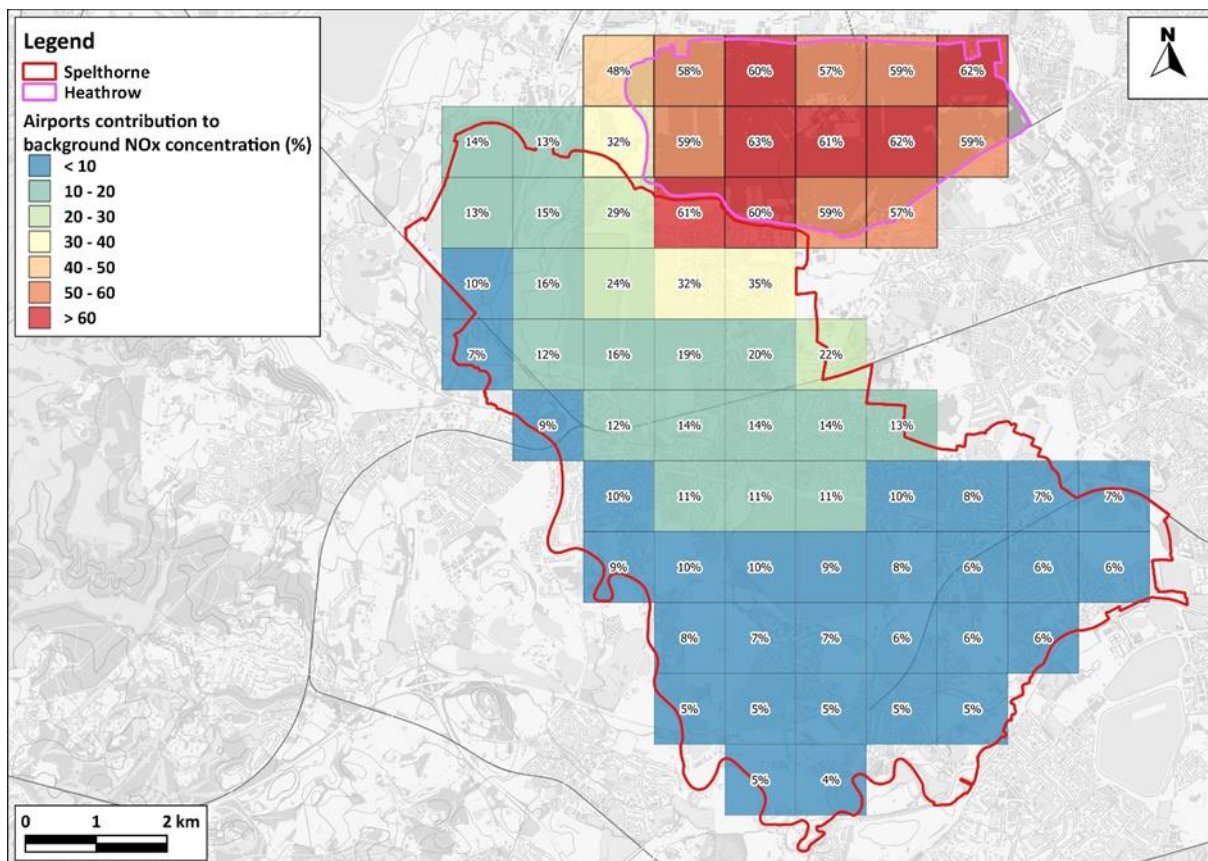 Legend
Spelthorne
Heathrow
Airports contribution to
background NOx concentration (%)
< 10
10 - 20
20 - 30
30 - 40
40 - 50
50 - 60
> 60
N
48% 58% 60% 57% 59% 62%
14% 13% 32% 59% 63% 61% 62% 59%
13% 15% 29% 61% 60% 59% 57%
10% 16% 24% 32% 35%
7% 12% 16% 19% 20% 22%
9% 12% 14% 14% 14% 13%
10% 11% 11% 11% 10% 8% 7% 7%
9% 10% 10% 9% 8% 6% 6% 6%
8% 7% 7% 6% 6% 6%
5% 5% 5% 5% 5%
5% 4%
0 1 2 km